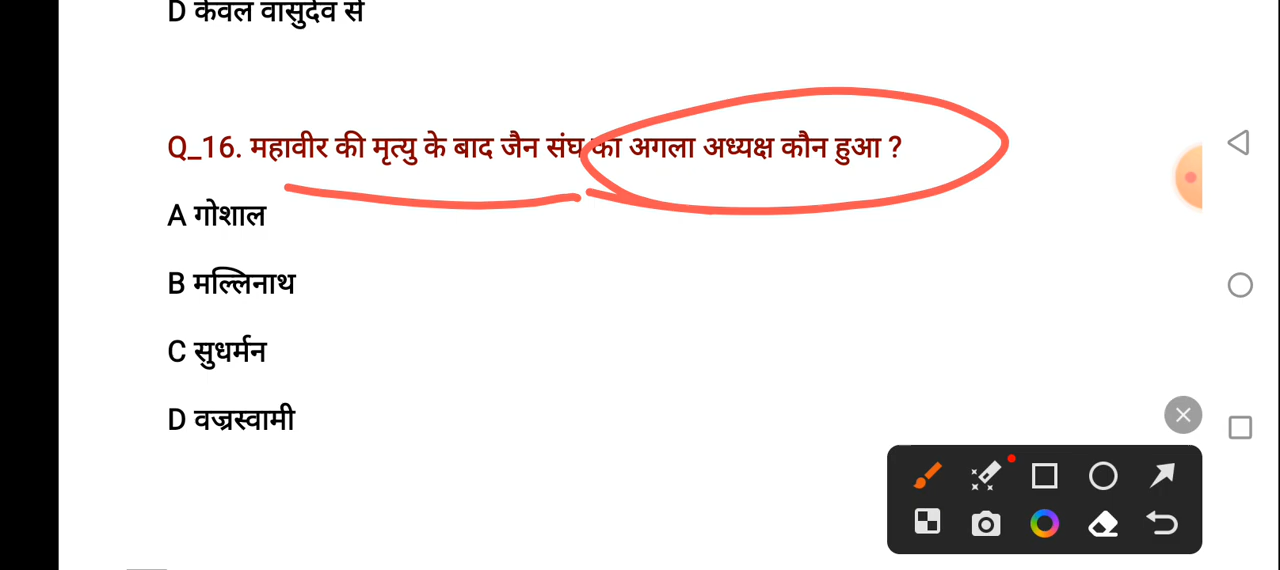 D केवल वासुदेव से
Q_16. महावीर की मृत्यु के बाद जैन संघ का अगला अध्यक्ष कौन हुआ ?
A गोशाल
B मल्लिनाथ
C सुधर्मन
D वज्रस्वामी